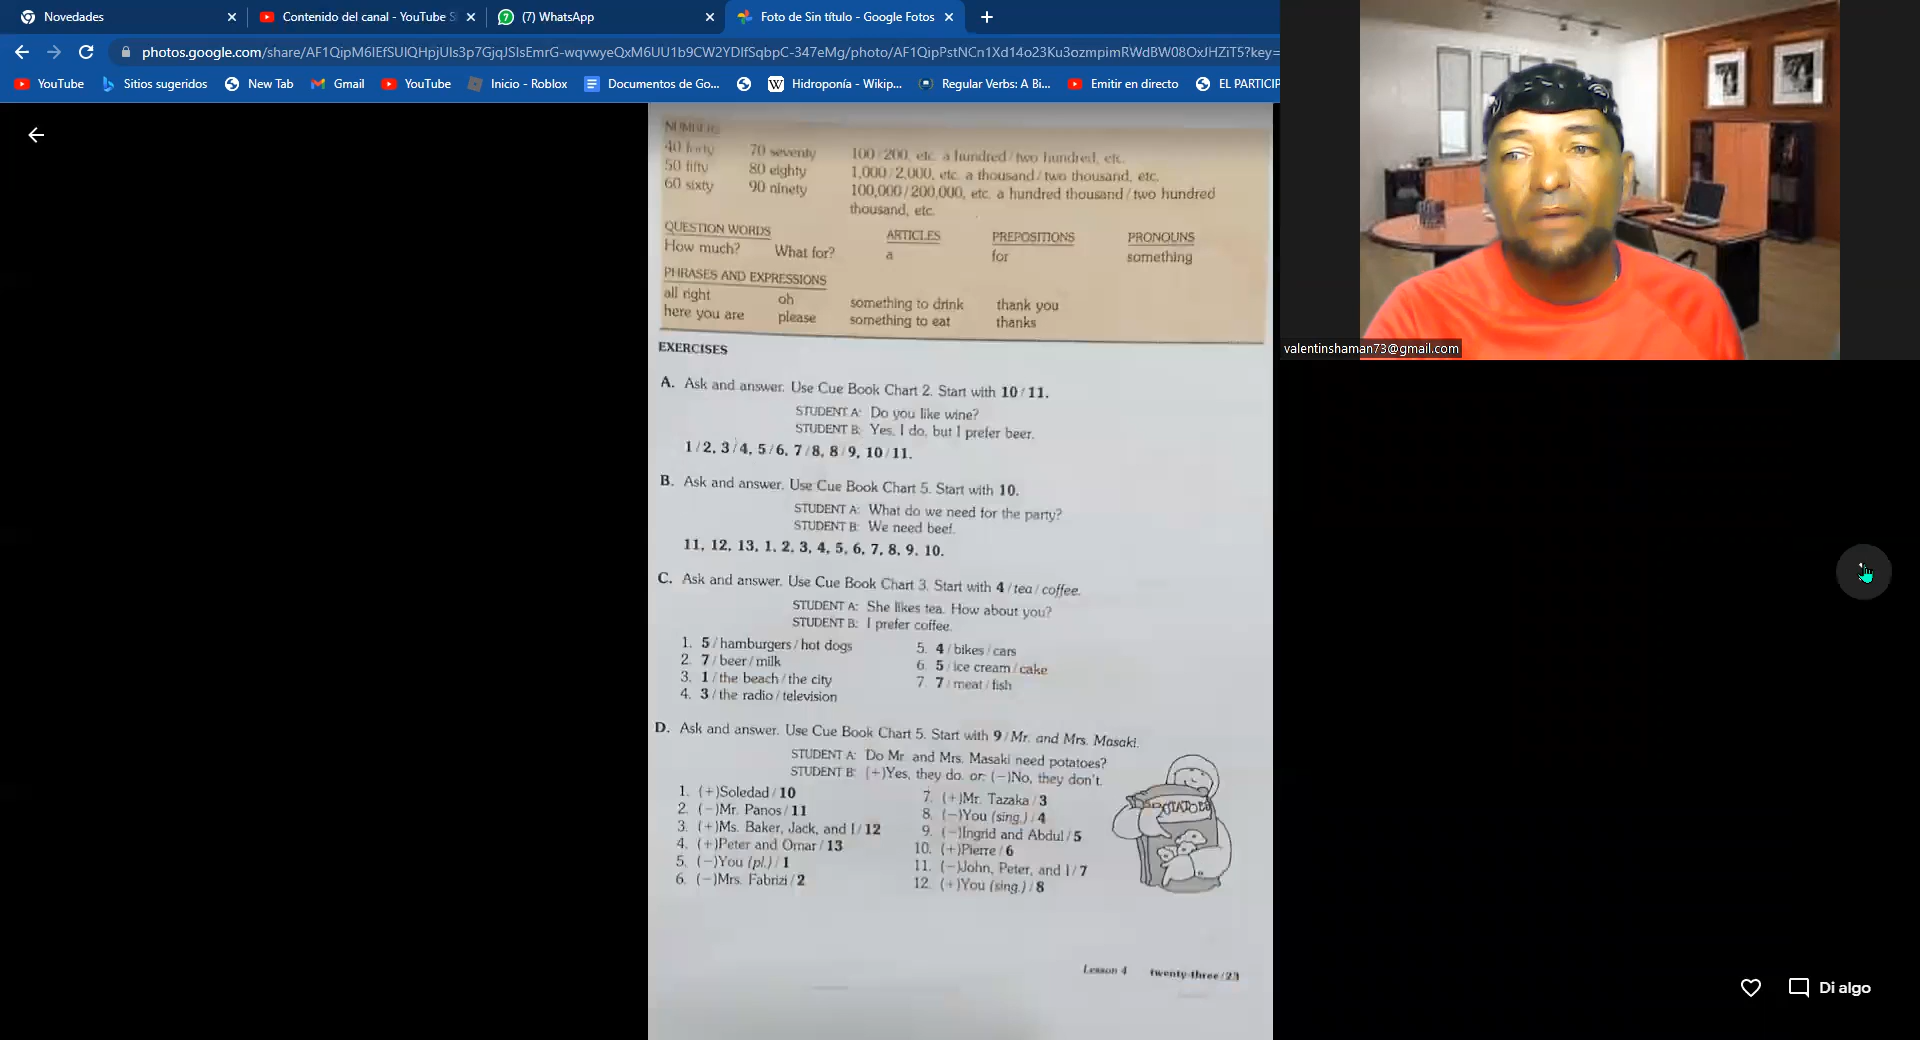 Novedades
Contenido del canal - YouTube S
(7) WhatsApp
Foto de Sin título - Google Fotos
photos.google.com/share/AF1QipM6IEfSUIQHpjUIs3p7GjqJSIsEmrG-wqvwyeQxM6UU1b9CW2YDlfSqbpC-347eMg/photo/AF1QipPstNCn1Xd14o23Ku3ozmpimRWdBW08OxJHZiT5?key=
YouTube
Sitios sugeridos
New Tab
Gmail
YouTube
Inicio - Roblox
Documentos de Go...
Hidroponía - Wikip...
Regular Verbs: A Bi...
Emitir en directo
EL PARTICIP
valentinshaman73@gmail.com
NUMBERS
40 forty 70 seventy 100/200, etc. a hundred/two hundred, etc.
50 fifty 80 eighty 1,000/2,000, etc. a thousand/two thousand, etc.
60 sixty 90 ninety 100,000/200,000, etc. a hundred thousand/two hundred
thousand, etc.
QUESTION WORDS ARTICLES PREPOSITIONS PRONOUNS
How much? What for? a for something
PHRASES AND EXPRESSIONS
all right oh something to drink thank you
here you are please something to eat thanks
EXERCISES
A. Ask and answer. Use Cue Book Chart 2. Start with 10/11.
STUDENT A: Do you like wine?
STUDENT B: Yes, I do, but I prefer beer.
1/2, 3/4, 5/6, 7/8, 8/9, 10/11.
B. Ask and answer. Use Cue Book Chart 5. Start with 10.
STUDENT A: What do we need for the party?
STUDENT B: We need beef.
11, 12, 13, 1, 2, 3, 4, 5, 6, 7, 8, 9, 10.
C. Ask and answer. Use Cue Book Chart 3. Start with 4/tea/coffee.
STUDENT A: She likes tea. How about you?
STUDENT B: I prefer coffee.
1. 5/hamburgers/hot dogs
2. 7/beer/milk
3. 1/the beach/the city
4. 3/the radio/television
5. 4/bikes/cars
6. 5/ice cream/cake
7. 7/meat/fish
D. Ask and answer. Use Cue Book Chart 5. Start with 9/Mr. and Mrs. Masaki.
STUDENT A: Do Mr. and Mrs. Masaki need potatoes?
STUDENT B: (+)Yes, they do. or: (−)No, they don't.
1. (+)Soledad/10
2. (−)Mr. Panos/11
3. (+)Ms. Baker, Jack, and I/12
4. (+)Peter and Omar/13
5. (−)You (pl.)/1
6. (−)Mrs. Fabrizi/2
7. (+)Mr. Tazaka/3
8. (−)You (sing.)/4
9. (−)Ingrid and Abdul/5
10. (+)Pierre/6
11. (−)John, Peter, and I/7
12. (+)You (sing.)/8
Lesson 4 twenty-three/23
Di algo